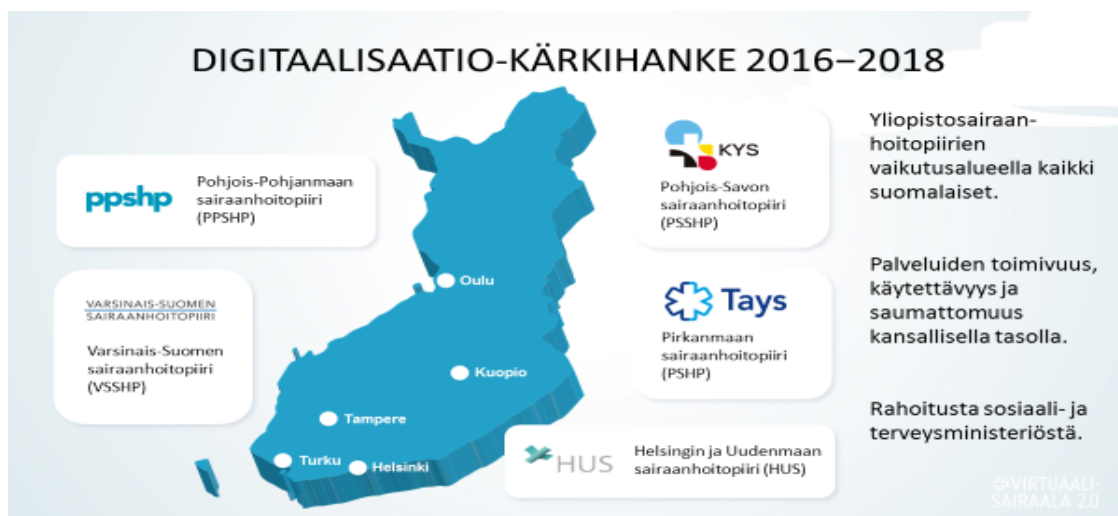 DIGITAALISAATIO-KÄRKIHANKE 2016–2018
ppshp
Pohjois-Pohjanmaan
sairaanhoitopiiri
(PPSHP)
VARSINAIS-SUOMEN
SAIRAANHOITOPIIRI
Varsinais-Suomen
sairaanhoitopiiri
(VSSHP)
Oulu
Kuopio
Tampere
Turku
Helsinki
KYS
Pohjois-Savon
sairaanhoitopiiri
(PSSHP)
Tays
Pirkanmaan
sairaanhoitopiiri
(PSHP)
HUS
Helsingin ja Uudenmaan
sairaanhoitopiiri (HUS)
Yliopistosairaan-
hoitopiirien
vaikutusalueella kaikki
suomalaiset.
Palveluiden toimivuus,
käytettävyys ja
saumattomuus
kansallisella tasolla.
Rahoitusta sosiaali- ja
terveysministeriöstä.
VIRTUAALI
SAIRAALA 2.0